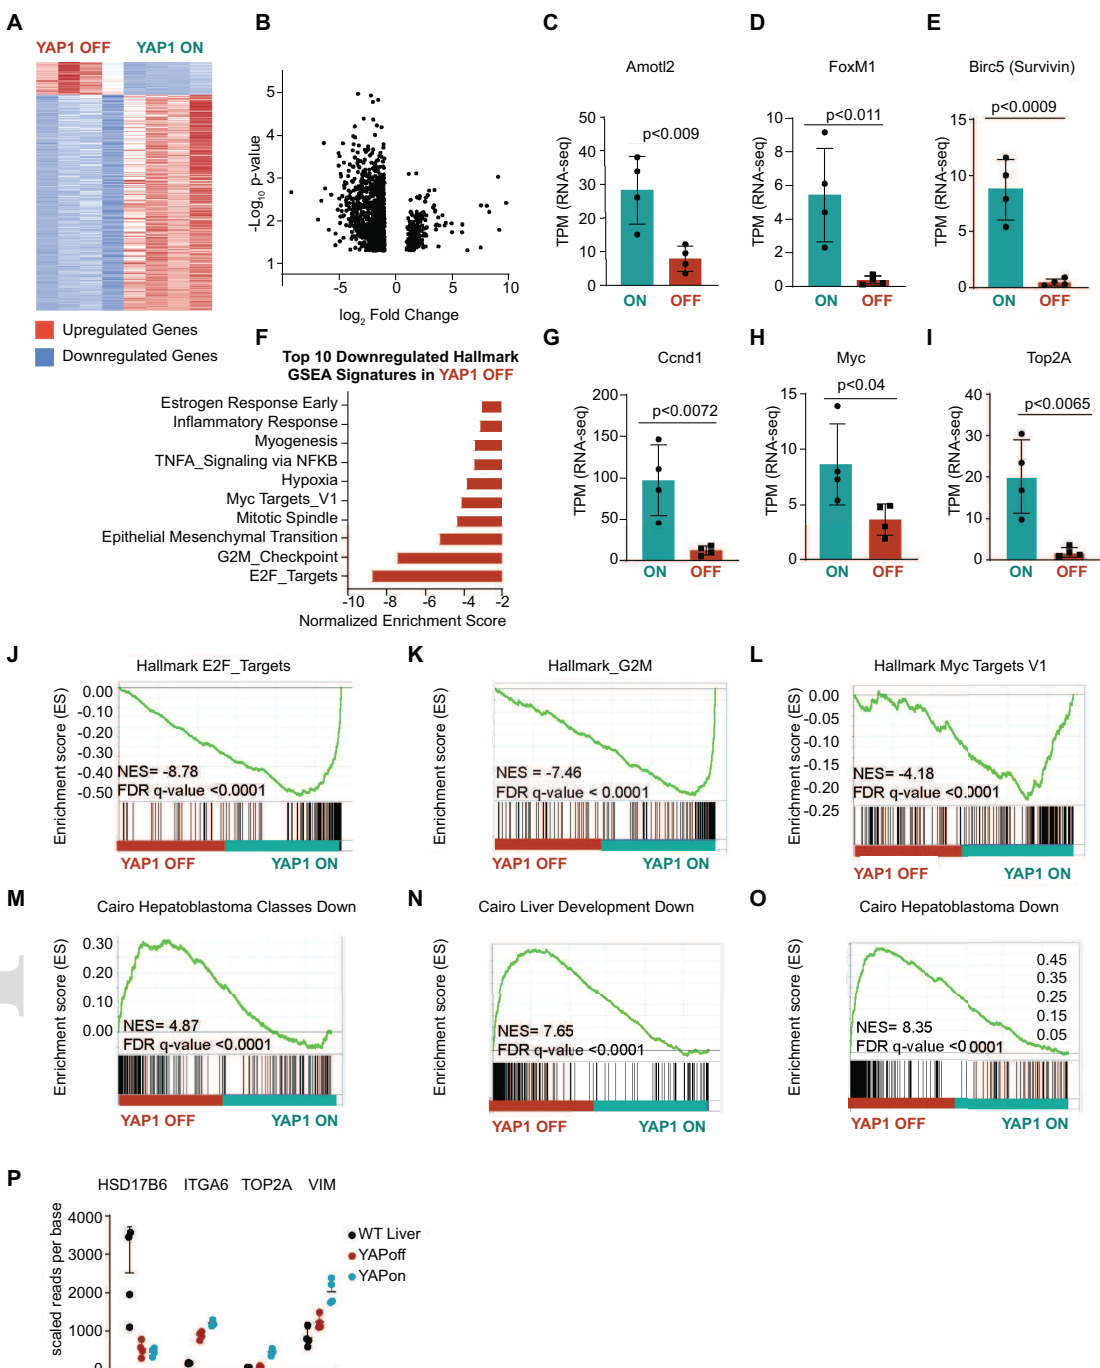 A
YAP1 OFF YAP1 ON
Upregulated Genes
Downregulated Genes
B
-Log10 p-value
5
4
3
2
1
-5 0 5 10
log2 Fold Change
C
Amotl2
p<0.009
TPM (RNA-seq)
50
40
30
20
10
0
ON OFF
D
FoxM1
p<0.011
TPM (RNA-seq)
10
8
6
4
2
0
ON OFF
E
Birc5 (Survivin)
p<0.0009
TPM (RNA-seq)
15
10
5
0
ON OFF
F
Top 10 Downregulated Hallmark
GSEA Signatures in YAP1 OFF
Estrogen Response Early
Inflammatory Response
Myogenesis
TNFA_Signaling via NFKB
Hypoxia
Myc Targets_V1
Mitotic Spindle
Epithelial Mesenchymal Transition
G2M_Checkpoint
E2F_Targets
-10 -8 -6 -4 -2
Normalized Enrichment Score
G
Ccnd1
p<0.0072
TPM (RNA-seq)
200
150
100
50
0
ON OFF
H
Myc
p<0.04
TPM (RNA-seq)
15
10
5
0
ON OFF
I
Top2A
p<0.0065
TPM (RNA-seq)
40
30
20
10
0
ON OFF
J
Hallmark E2F_Targets
Enrichment score (ES)
0.00
-0.10
-0.20
-0.30
-0.40
-0.50
NES= -8.78
FDR q-value <0.0001
YAP1 OFF YAP1 ON
K
Hallmark_G2M
Enrichment score (ES)
NES = -7.46
FDR q-value < 0.0001
YAP1 OFF YAP1 ON
L
Hallmark Myc Targets V1
Enrichment score (ES)
0.00
-0.05
-0.10
-0.15
-0.20
-0.25
NES= -4.18
FDR q-value <0.0001
YAP1 OFF YAP1 ON
M
Cairo Hepatoblastoma Classes Down
Enrichment score (ES)
0.30
0.20
0.10
0.00
NES= 4.87
FDR q-value <0.0001
YAP1 OFF YAP1 ON
N
Cairo Liver Development Down
Enrichment score (ES)
NES= 7.65
FDR q-value <0.0001
YAP1 OFF YAP1 ON
O
Cairo Hepatoblastoma Down
Enrichment score (ES)
0.45
0.35
0.25
0.15
0.05
NES= 8.35
FDR q-value <0 0001
YAP1 OFF YAP1 ON
P
HSD17B6 ITGA6 TOP2A VIM
scaled reads per base
4000
3000
2000
1000
0
WT Liver
YAPoff
YAPon